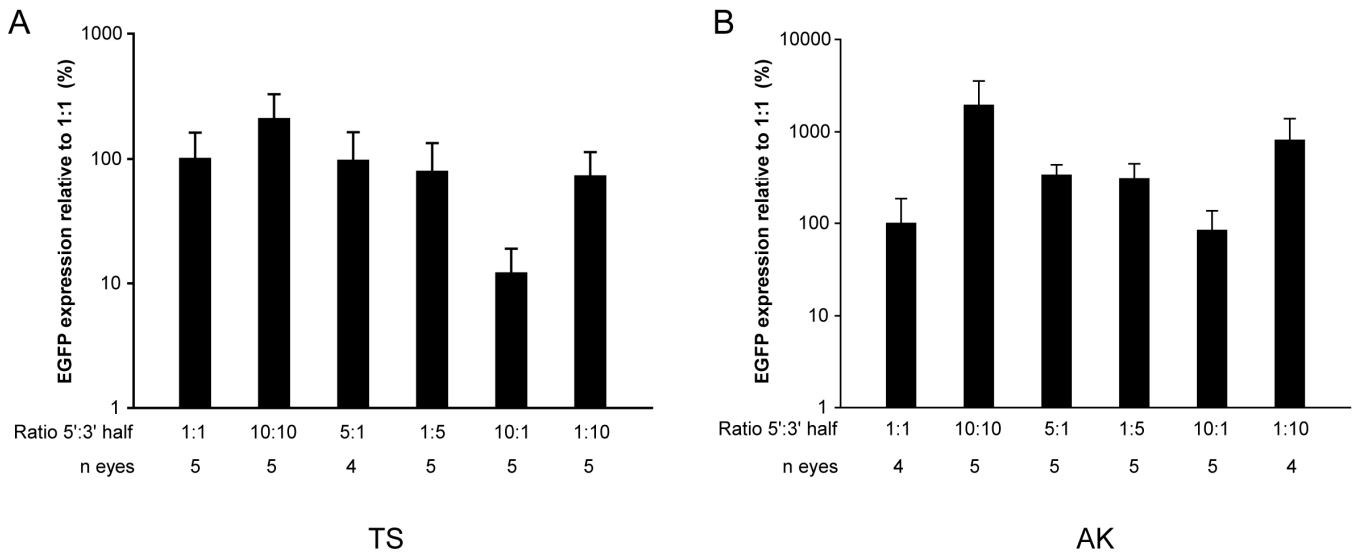 A
EGFP expression relative to 1:1 (%)
1000
100
10
1
Ratio 5':3' half 1:1 10:10 5:1 1:5 10:1 1:10
n eyes 5 5 4 5 5 5
TS
B
EGFP expression relative to 1:1 (%)
10000
1000
100
10
1
Ratio 5':3' half 1:1 10:10 5:1 1:5 10:1 1:10
n eyes 4 5 5 5 5 4
AK